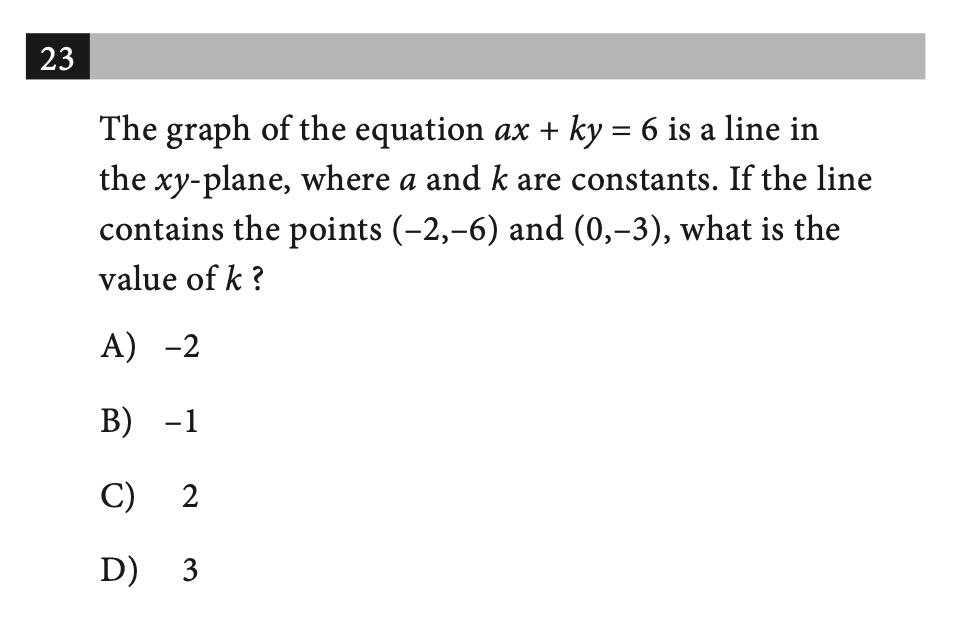 23
The graph of the equation ax + ky = 6 is a line in
the xy-plane, where a and k are constants. If the line
contains the points (–2,–6) and (0,–3), what is the
value of k ?
A) –2
B) –1
C) 2
D) 3